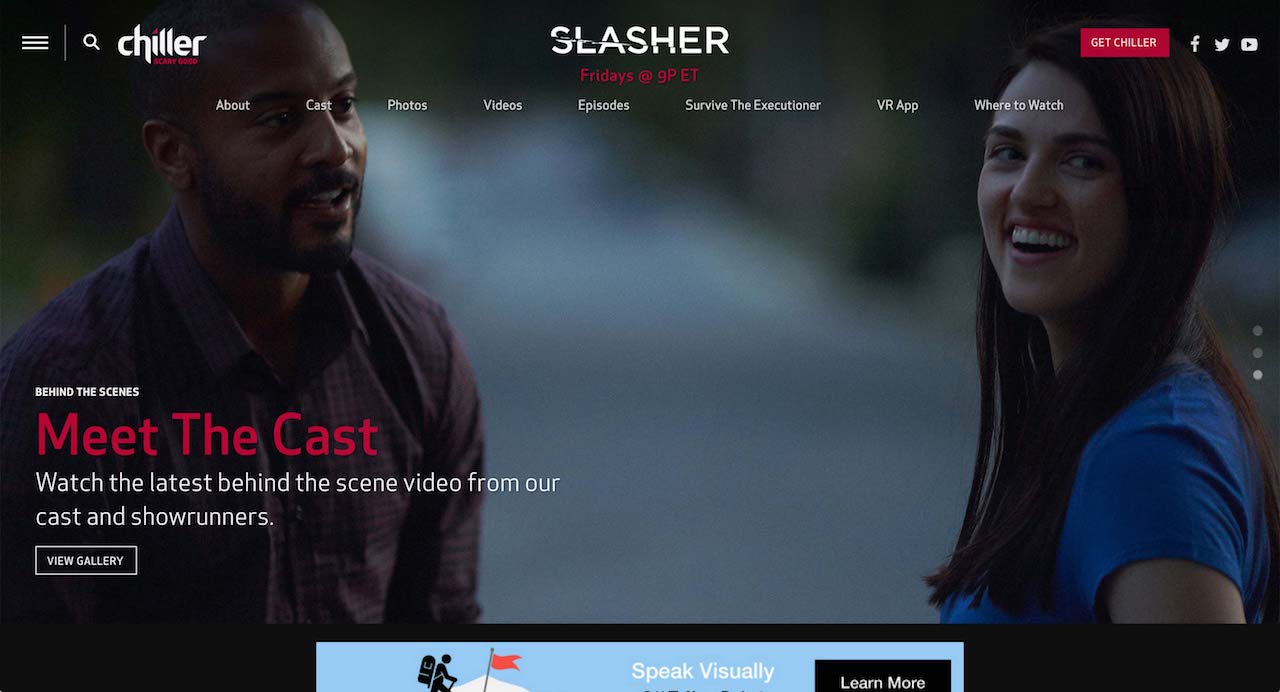 chiller
SCARY GOOD
SLASHER
Fridays @ 9P ET
GET CHILLER
About
Cast
Photos
Videos
Episodes
Survive The Executioner
VR App
Where to Watch
BEHIND THE SCENES
Meet The Cast
Watch the latest behind the scene video from our
cast and showrunners.
VIEW GALLERY
Speak Visually
Learn More